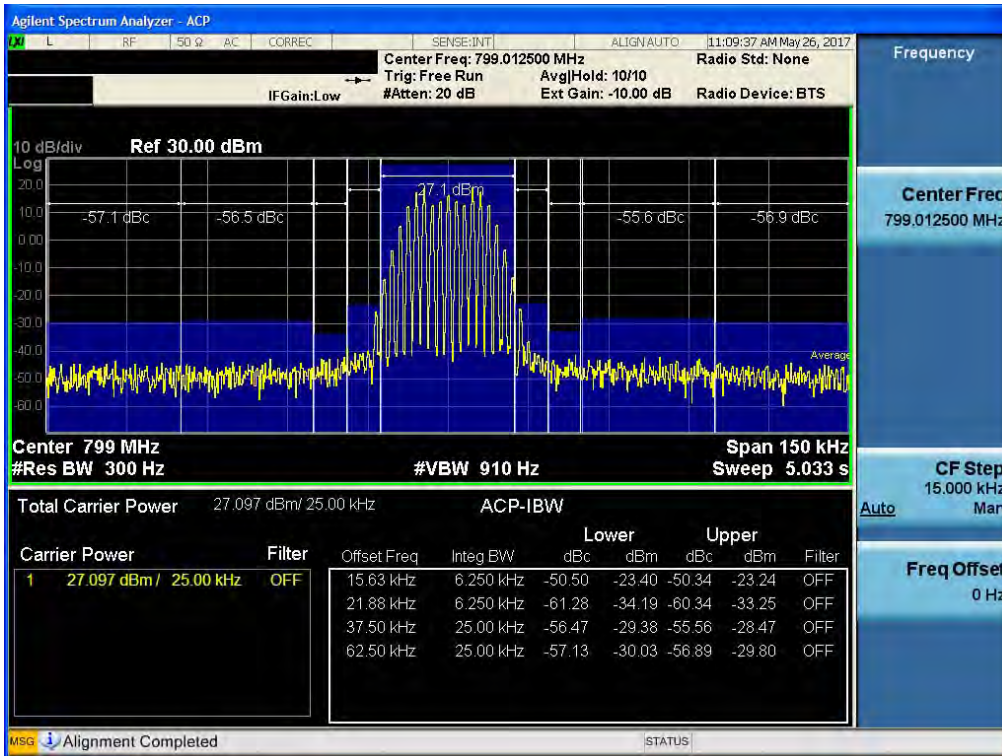 Agilent Spectrum Analyzer - ACP
LXI L RF 50 Ω AC CORREC SENSE:INT ALIGN AUTO 11:09:37 AM May 26, 2017
Center Freq: 799.012500 MHz Radio Std: None
Trig: Free Run Avg|Hold: 10/10
IFGain:Low #Atten: 20 dB Ext Gain: -10.00 dB Radio Device: BTS
10 dB/div Ref 30.00 dBm
Log
20.0
10.0
0.00
-10.0
-20.0
-30.0
-40.0
-50.0
-60.0
27.1 dBm
-57.1 dBc -56.5 dBc -55.6 dBc -56.9 dBc
Average
Center 799 MHz Span 150 kHz
#Res BW 300 Hz #VBW 910 Hz Sweep 5.033 s
Total Carrier Power 27.097 dBm/ 25.00 kHz ACP-IBW
Lower Upper
Carrier Power Filter Offset Freq Integ BW dBc dBm dBc dBm Filter
1 27.097 dBm / 25.00 kHz OFF 15.63 kHz 6.250 kHz -50.50 -23.40 -50.34 -23.24 OFF
21.88 kHz 6.250 kHz -61.28 -34.19 -60.34 -33.25 OFF
37.50 kHz 25.00 kHz -56.47 -29.38 -55.56 -28.47 OFF
62.50 kHz 25.00 kHz -57.13 -30.03 -56.89 -29.80 OFF
MSG Alignment Completed STATUS
Frequency
Center Freq
799.012500 MHz
CF Step
15.000 kHz
Auto Man
Freq Offset
0 Hz